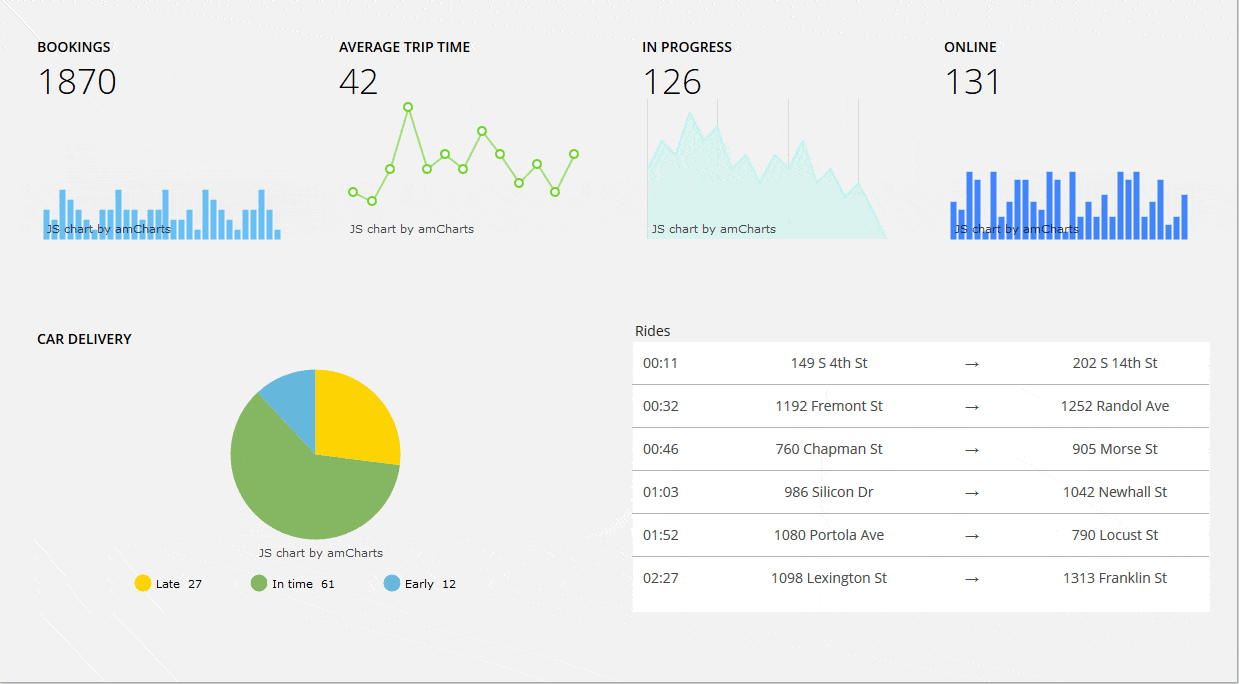 BOOKINGS
1870
JS chart by amCharts
AVERAGE TRIP TIME
42
JS chart by amCharts
IN PROGRESS
126
JS chart by amCharts
ONLINE
131
JS chart by amCharts
CAR DELIVERY
JS chart by amCharts
Late 27 In time 61 Early 12
Rides
00:11 149 S 4th St → 202 S 14th St
00:32 1192 Fremont St → 1252 Randol Ave
00:46 760 Chapman St → 905 Morse St
01:03 986 Silicon Dr → 1042 Newhall St
01:52 1080 Portola Ave → 790 Locust St
02:27 1098 Lexington St → 1313 Franklin St